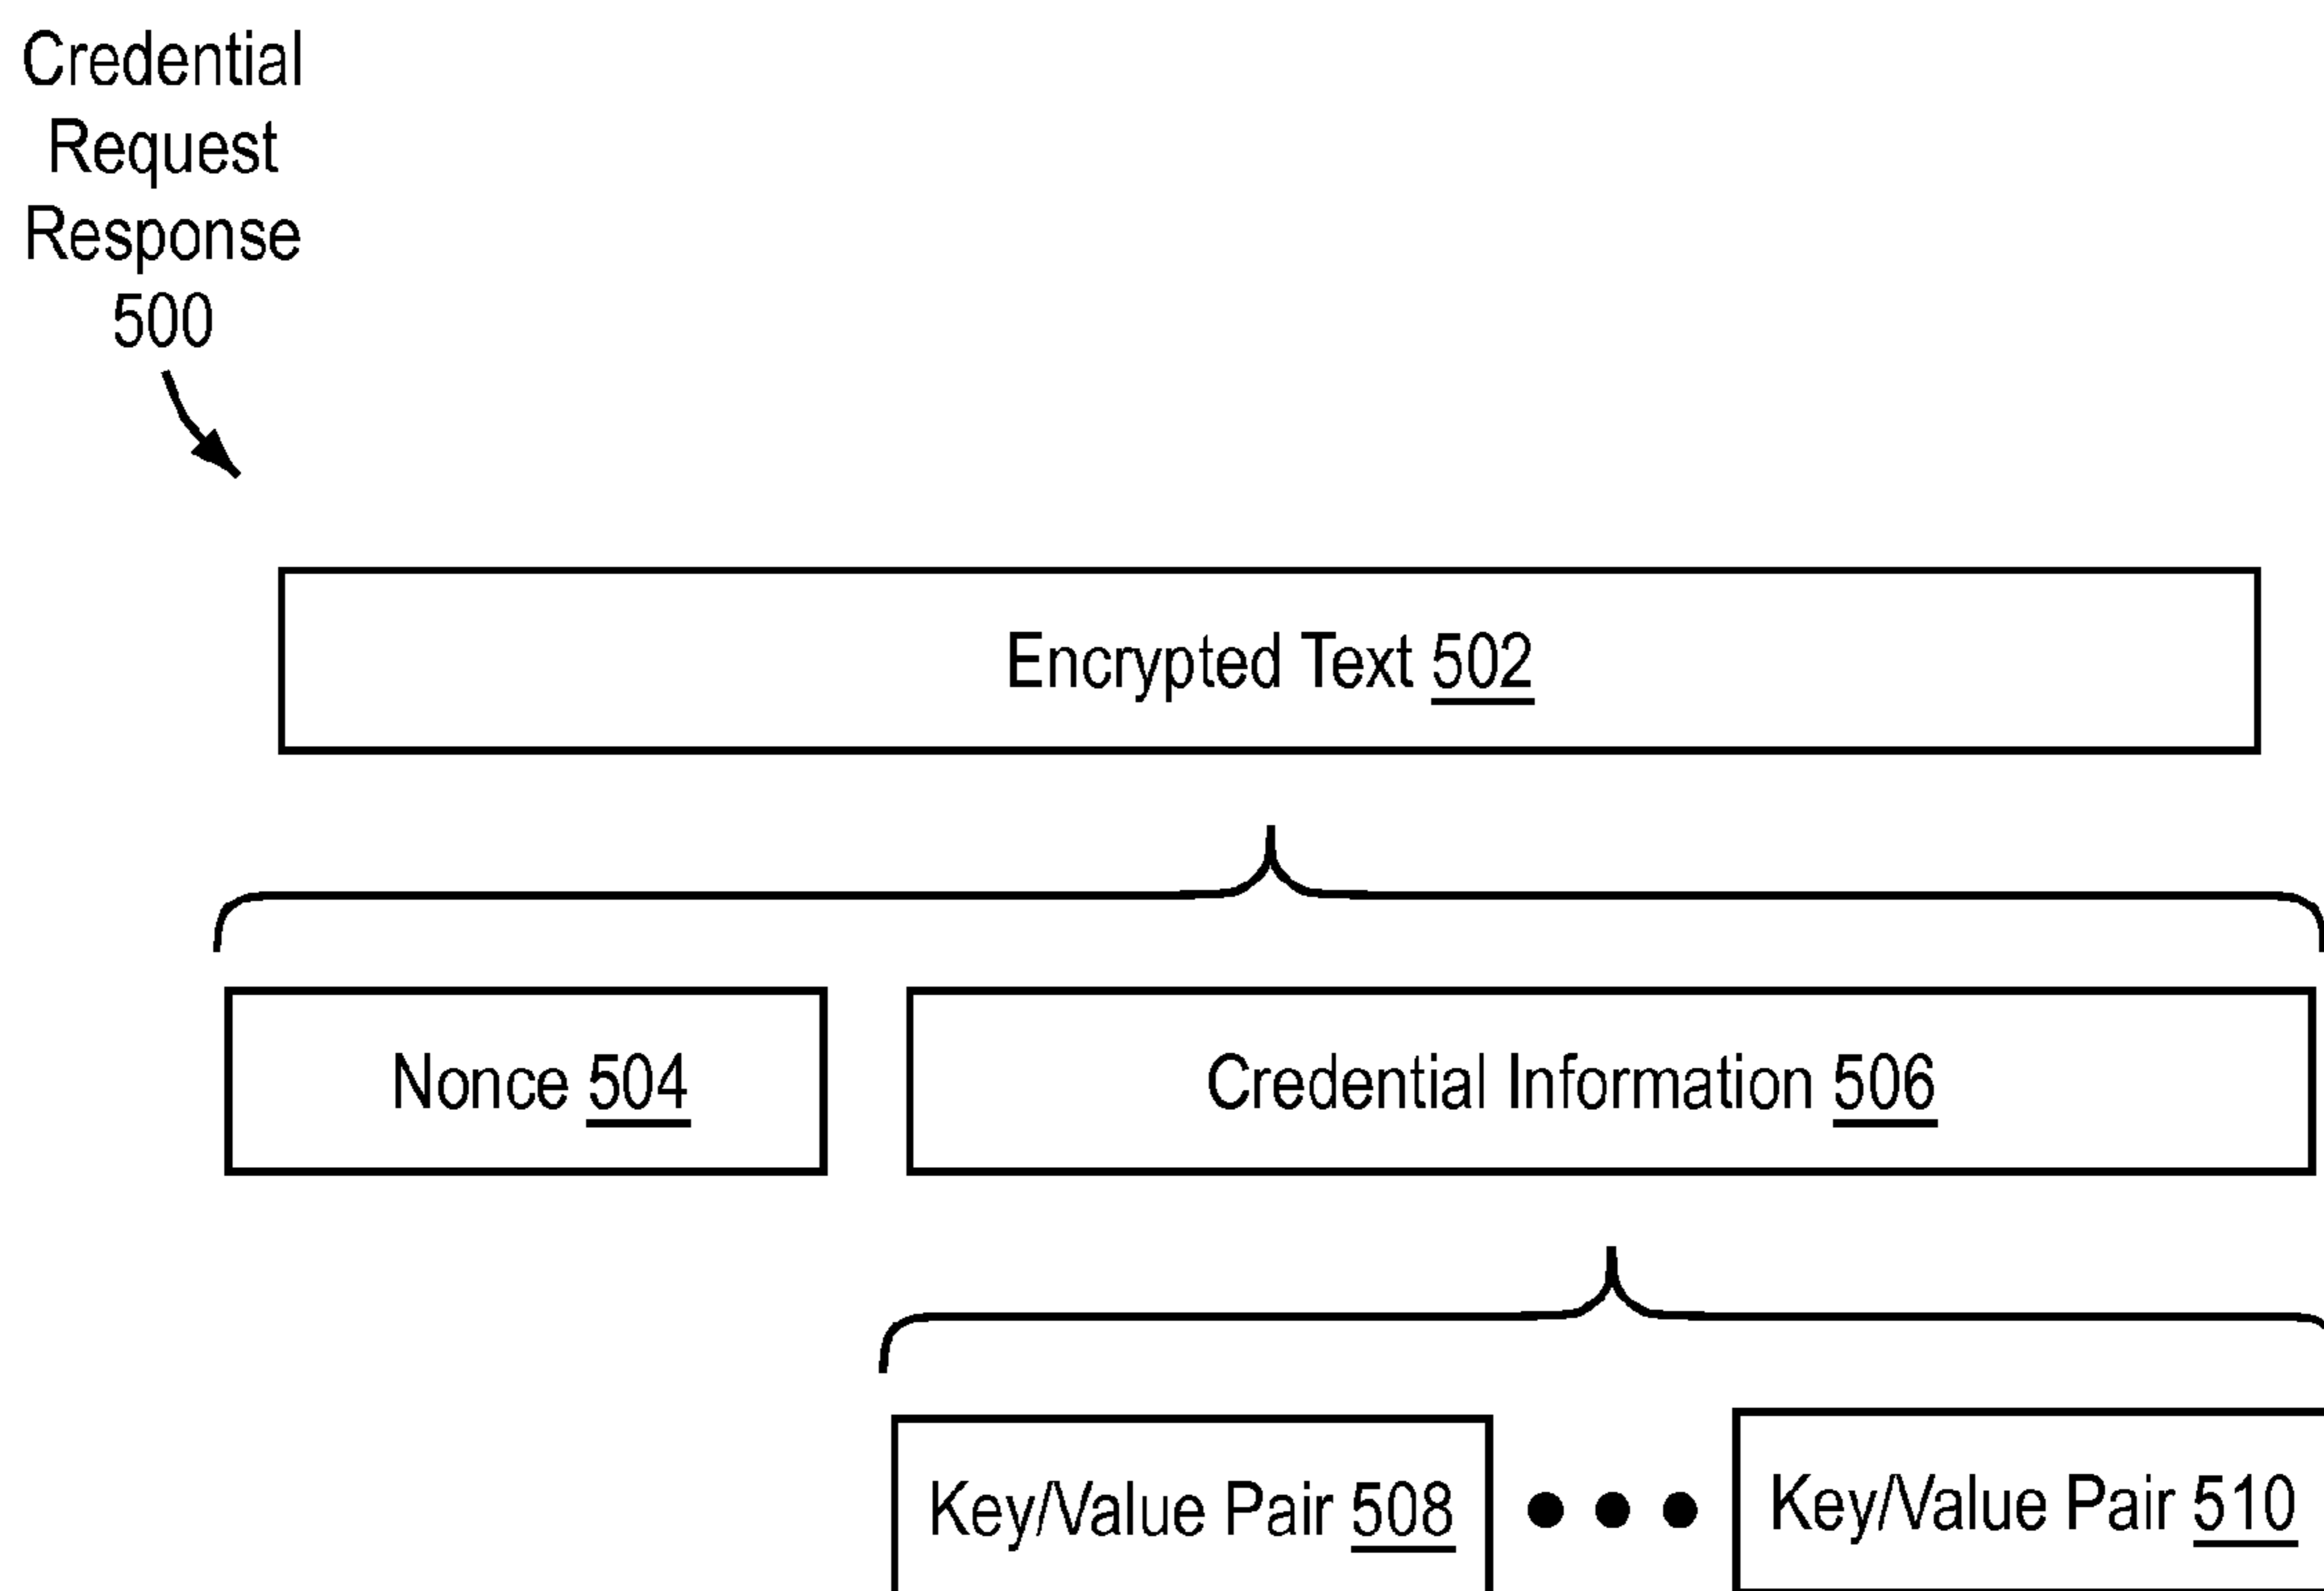 Credential
Request
Response
500
Encrypted Text 502
Nonce 504
Credential Information 506
Key/Value Pair 508
Key/Value Pair 510